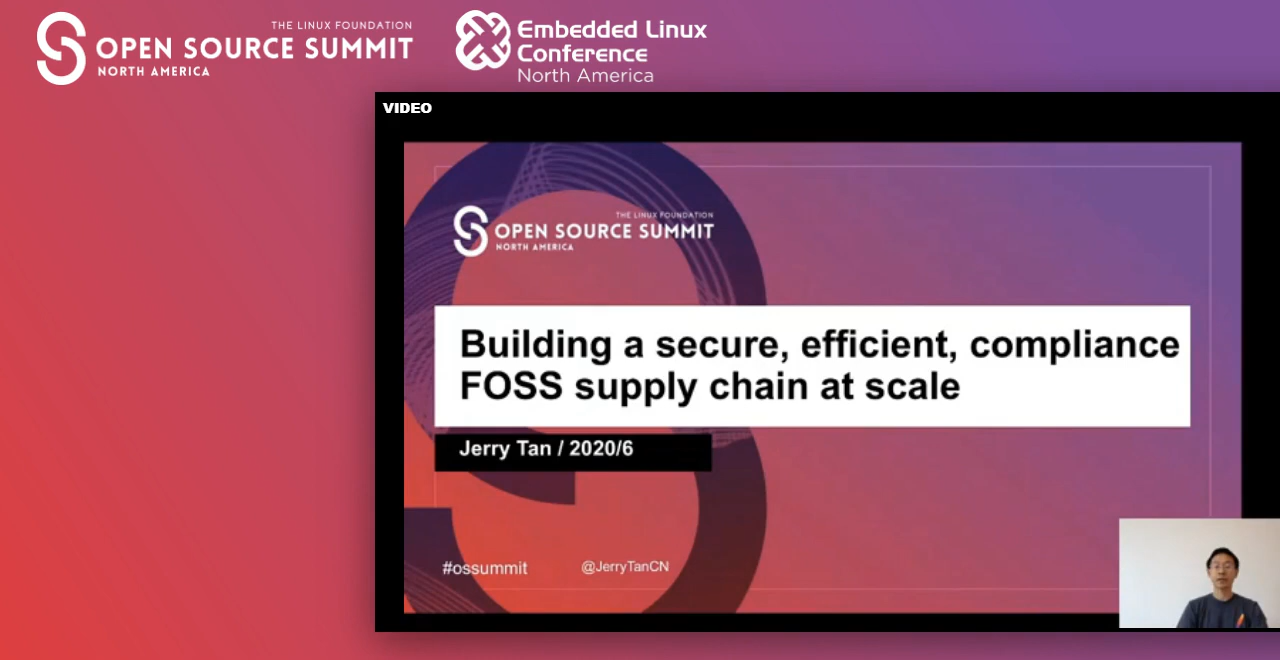 THE LINUX FOUNDATION
OPEN SOURCE SUMMIT
NORTH AMERICA
Embedded Linux
Conference
North America
VIDEO
THE LINUX FOUNDATION
OPEN SOURCE SUMMIT
NORTH AMERICA
Building a secure, efficient, compliance
FOSS supply chain at scale
Jerry Tan / 2020/6
#ossummit @JerryTanCN